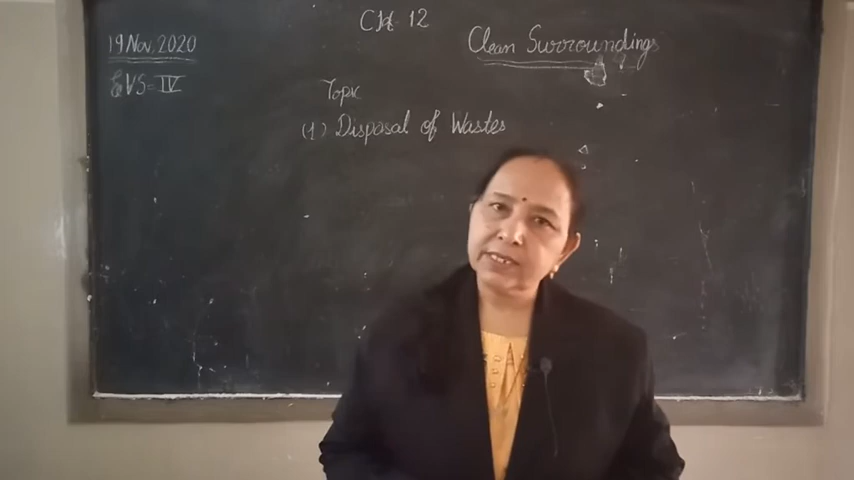 Ch- 12
19 Nov, 2020
Clean Surroundings
EVS - IV
Topic
(1) Disposal of Wastes